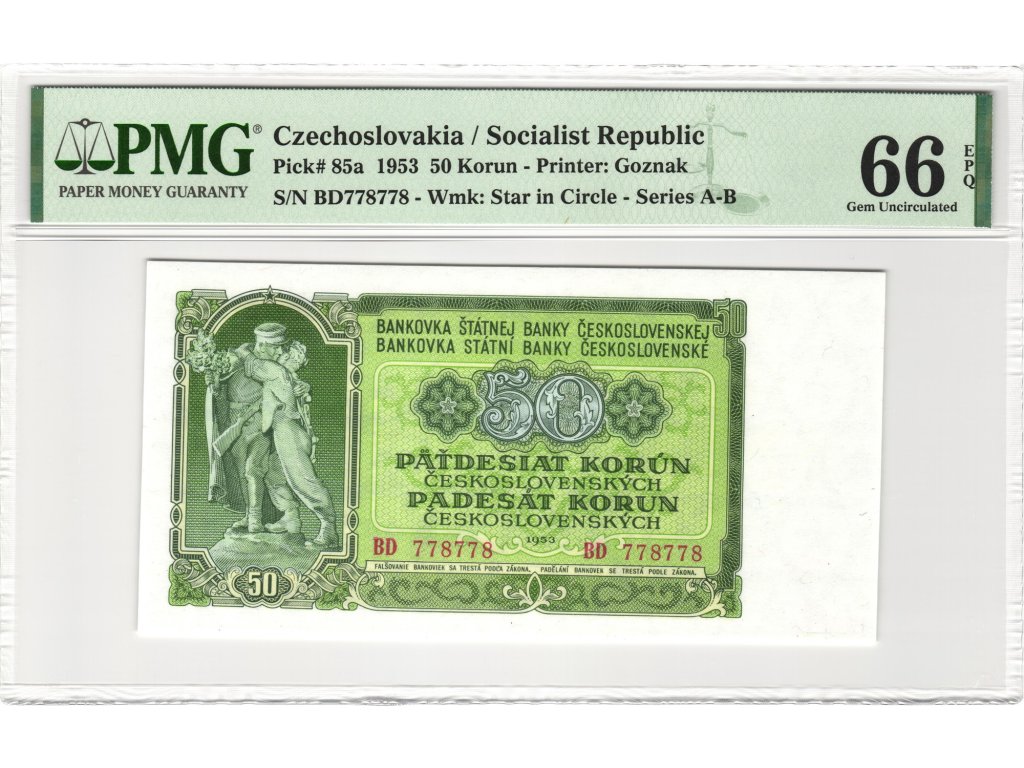 PMG®
PAPER MONEY GUARANTY
Czechoslovakia / Socialist Republic
Pick# 85a 1953 50 Korun - Printer: Goznak
S/N BD778778 - Wmk: Star in Circle - Series A-B
66
EPQ
Gem Uncirculated
50
BANKOVKA ŠTÁTNEJ BANKY ČESKOSLOVENSKEJ
BANKOVKA STÁTNÍ BANKY ČESKOSLOVENSKÉ
50
PÄŤDESIAT KORÚN
ČESKOSLOVENSKÝCH
PADESÁT KORUN
ČESKOSLOVENSKÝCH
1953
BD 778778 BD 778778
FALŠOVANIE BANKOVIEK SA TRESTÁ PODĽA ZÁKONA. PADĚLÁNÍ BANKOVEK SE TRESTÁ PODLE ZÁKONA.
50